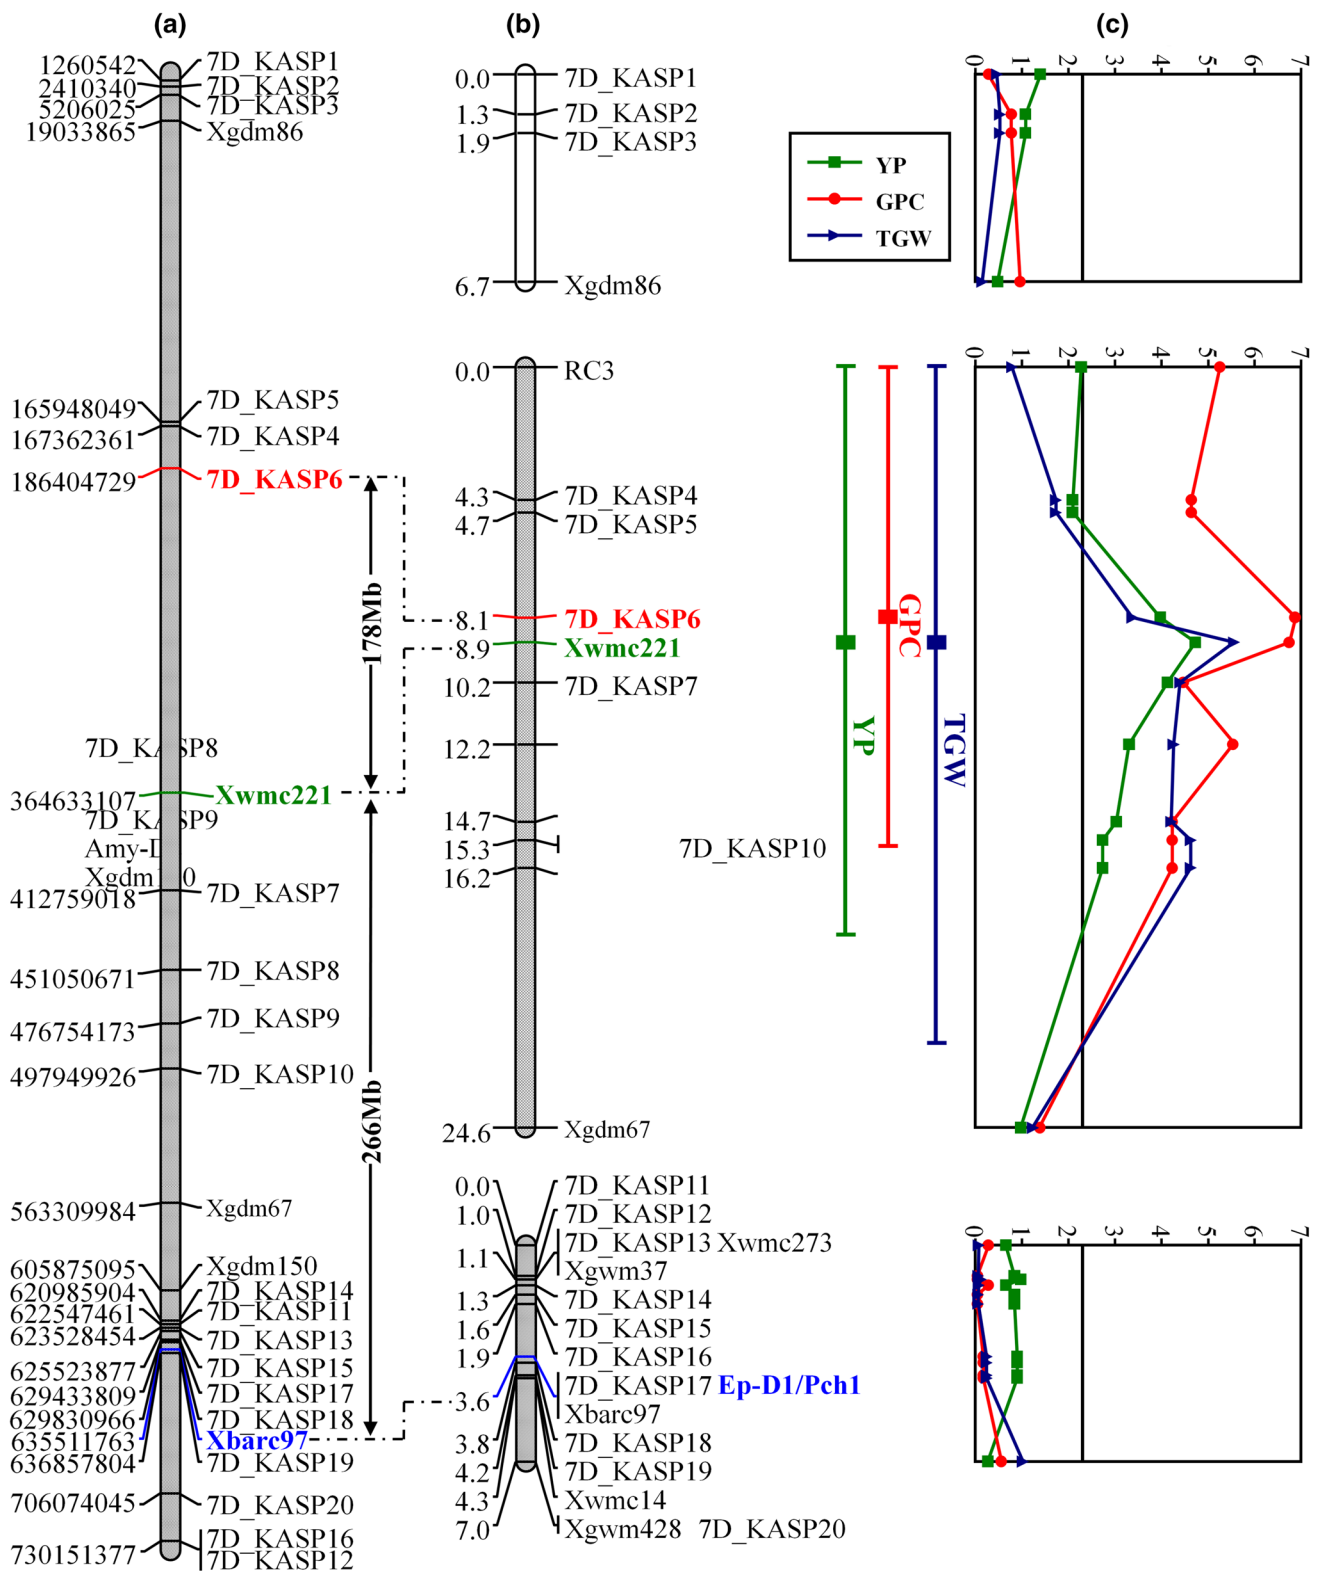 (a)
1260542 7D_KASP1
2410340 7D_KASP2
5206025 7D_KASP3
19033865 Xgdm86
165948049 7D_KASP5
167362361 7D_KASP4
186404729 7D_KASP6
178Mb
7D_KASP8
364633107 Xwmc221
7D_KASP9
Amy-D
412759018 7D_KASP7
451050671 7D_KASP8
476754173 7D_KASP9
497949926 7D_KASP10
266Mb
563309984 Xgdm67
605875095 Xgdm150
620985904 7D_KASP14
622547461 7D_KASP11
623528454 7D_KASP13
625523877 7D_KASP15
629433809 7D_KASP17
629830966 7D_KASP18
635511763 Xbarc97
636857804 7D_KASP19
706074045 7D_KASP20
730151377 7D_KASP16
7D_KASP12
(b)
0.0 7D_KASP1
1.3 7D_KASP2
1.9 7D_KASP3
6.7 Xgdm86
0.0 RC3
4.3 7D_KASP4
4.7 7D_KASP5
8.1 7D_KASP6
8.9 Xwmc221
10.2 7D_KASP7
12.2
14.7
15.3 7D_KASP10
16.2
24.6 Xgdm67
0.0 7D_KASP11
1.0 7D_KASP12
7D_KASP13 Xwmc273
1.1 Xgwm37
1.3 7D_KASP14
1.6 7D_KASP15
1.9 7D_KASP16
7D_KASP17 Ep-D1/Pch1
3.6 Xbarc97
3.8 7D_KASP18
4.2 7D_KASP19
4.3 Xwmc14
7.0 Xgwm428 7D_KASP20
(c)
YP
GPC
TGW
0 1 2 3 4 5 6 7
0 1 2 3 4 5 6 7
GPC
YP
TGW
0 1 2 3 4 5 6 7